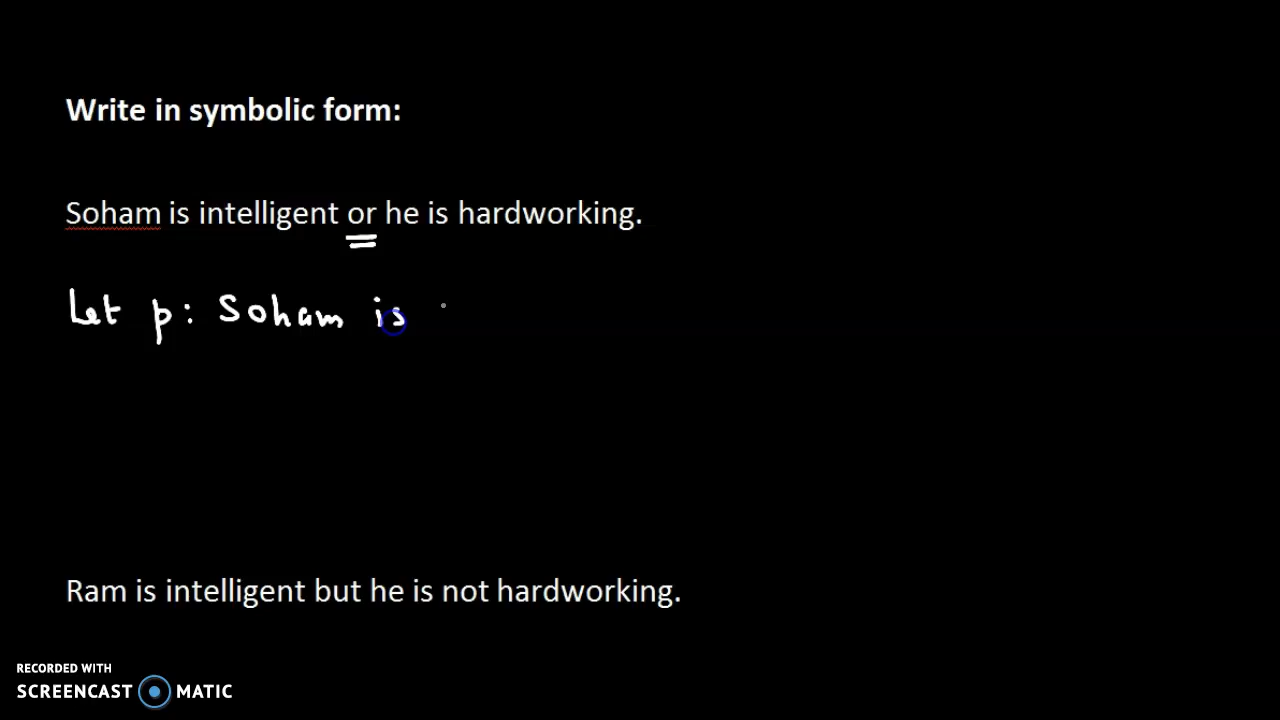 Write in symbolic form:
Soham is intelligent or he is hardworking.
Let p: Soham is
Ram is intelligent but he is not hardworking.
RECORDED WITH
SCREENCAST MATIC